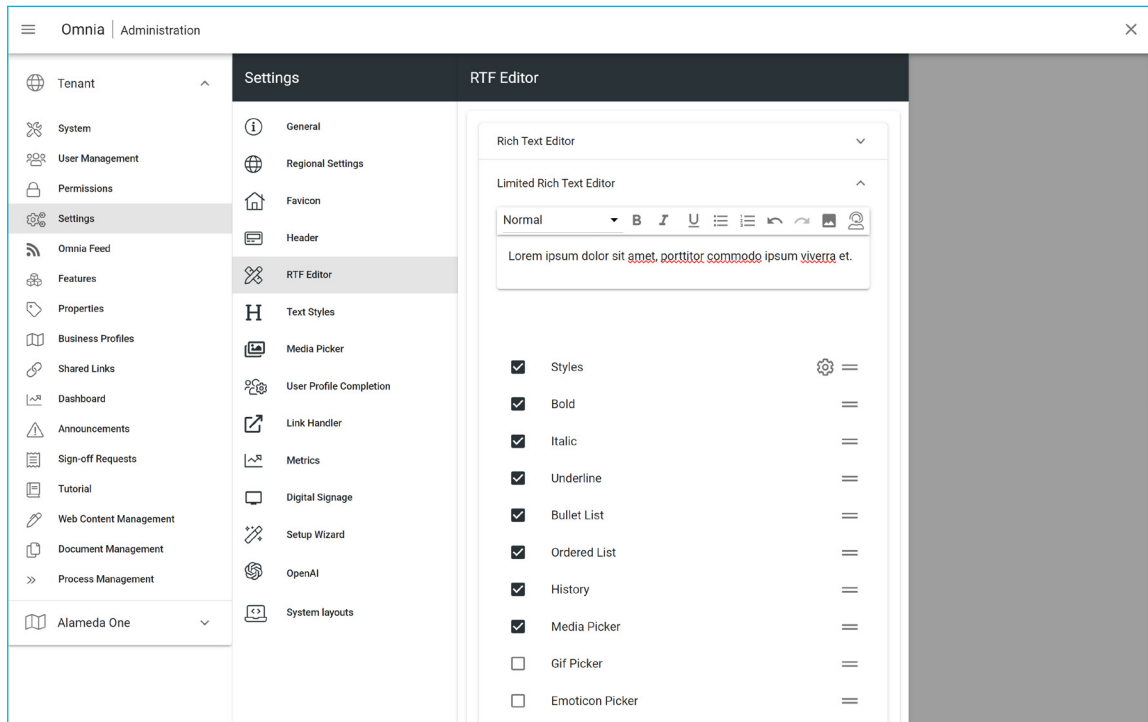 Omnia | Administration
Tenant
System
User Management
Permissions
Settings
Omnia Feed
Features
Properties
Business Profiles
Shared Links
Dashboard
Announcements
Sign-off Requests
Tutorial
Web Content Management
Document Management
Process Management
Alameda One
Settings
General
Regional Settings
Favicon
Header
RTF Editor
Text Styles
Media Picker
User Profile Completion
Link Handler
Metrics
Digital Signage
Setup Wizard
OpenAI
System layouts
RTF Editor
Rich Text Editor
Limited Rich Text Editor
Normal B I U
Lorem ipsum dolor sit amet, porttitor commodo ipsum viverra et.
Styles
Bold
Italic
Underline
Bullet List
Ordered List
History
Media Picker
Gif Picker
Emoticon Picker